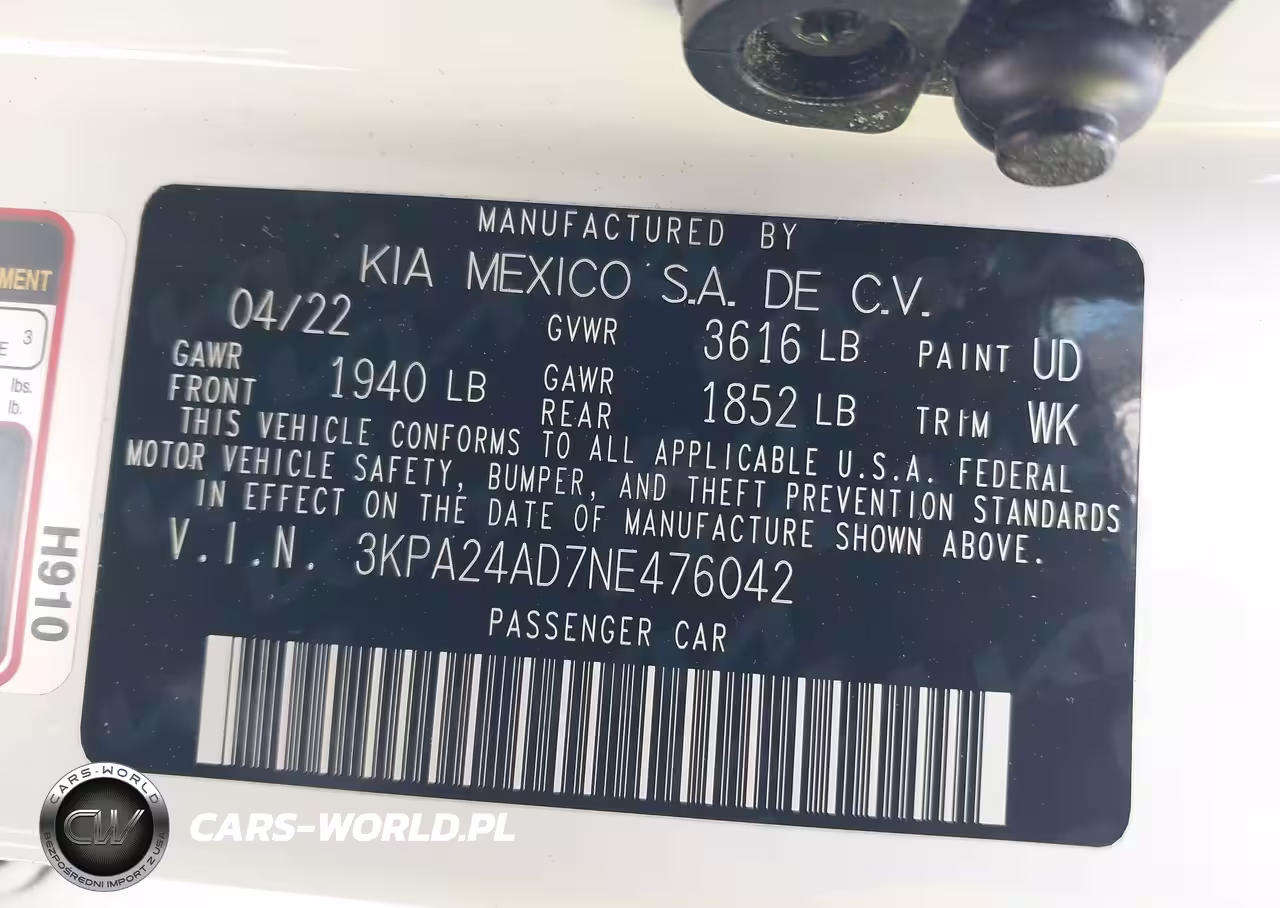 MANUFACTURED BY
KIA MEXICO S.A. DE C.V.
04/22 GVWR 3616 LB PAINT UD
GAWR FRONT 1940 LB GAWR REAR 1852 LB TRIM WK
THIS VEHICLE CONFORMS TO ALL APPLICABLE U.S.A. FEDERAL
MOTOR VEHICLE SAFETY, BUMPER, AND THEFT PREVENTION STANDARDS
IN EFFECT ON THE DATE OF MANUFACTURE SHOWN ABOVE.
V.I.N. 3KPA24AD7NE476042
PASSENGER CAR
MENT
3
E
lbs.
lb.
H910
CARS-WORLD
CW
BEZPOŚREDNI IMPORT Z USA
CARS-WORLD.PL